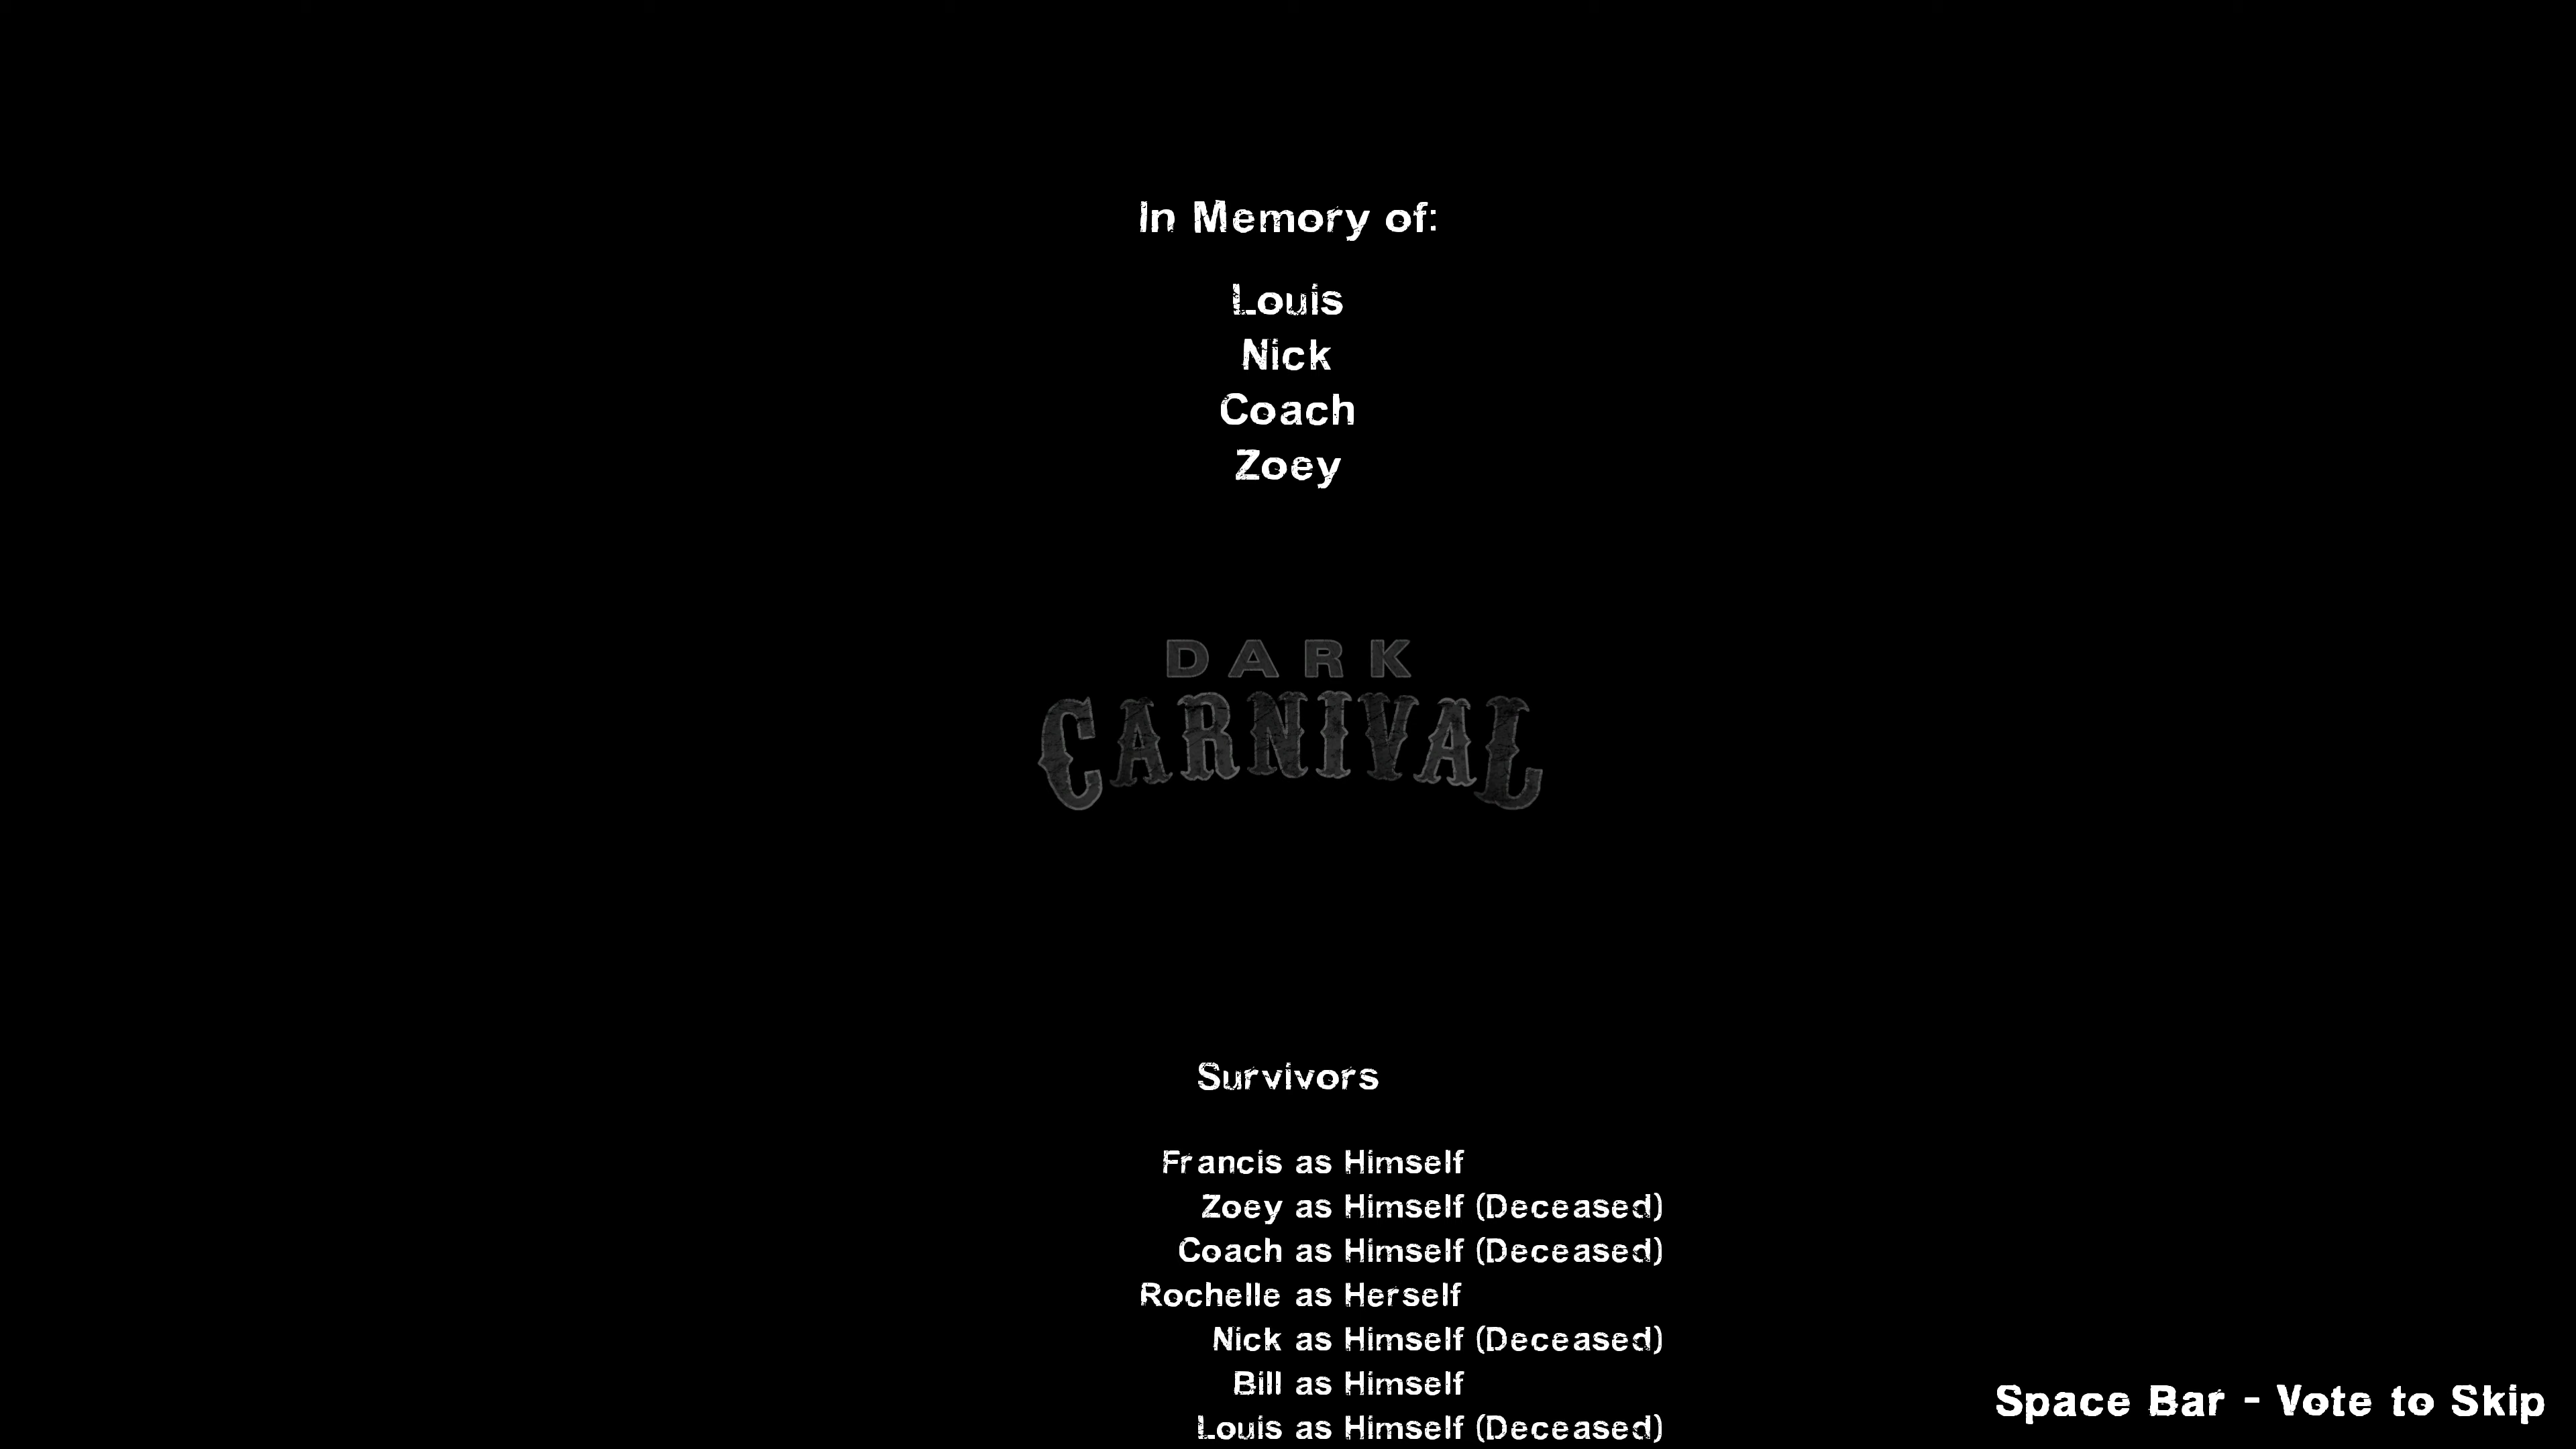 In Memory of:
Louis
Nick
Coach
Zoey
DARK
CARNIVAL
Survivors
Francis as Himself
Zoey as Himself (Deceased)
Coach as Himself (Deceased)
Rochelle as Herself
Nick as Himself (Deceased)
Bill as Himself
Louis as Himself (Deceased)
Space Bar - Vote to Skip